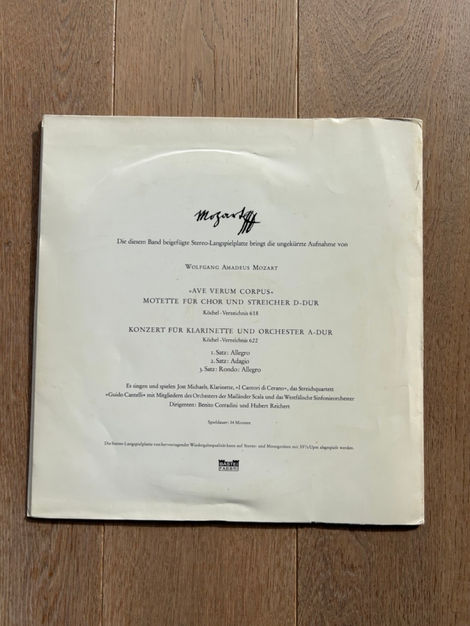 Mozart
Die diesem Band beigefügte Stereo-Langspielplatte bringt die ungekürzte Aufnahme von
WOLFGANG AMADEUS MOZART
»AVE VERUM CORPUS«
MOTETTE FÜR CHOR UND STREICHER D-DUR
Köchel-Verzeichnis 618
KONZERT FÜR KLARINETTE UND ORCHESTER A-DUR
Köchel-Verzeichnis 622
1. Satz: Allegro
2. Satz: Adagio
3. Satz: Rondo: Allegro
Es singen und spielen Jost Michaels, Klarinette, »I Cantori di Cerano«, das Streichquartett
»Guido Cantelli« mit Mitgliedern des Orchesters der Mailänder Scala und das Westfälische Sinfonieorchester
Dirigenten: Benito Corradini und Hubert Reichert
Spieldauer: 34 Minuten
Die Stereo-Langspielplatte von hervorragender Wiedergabequalität kann auf Stereo- und Monogeräten mit 33⅓ Upm abgespielt werden.